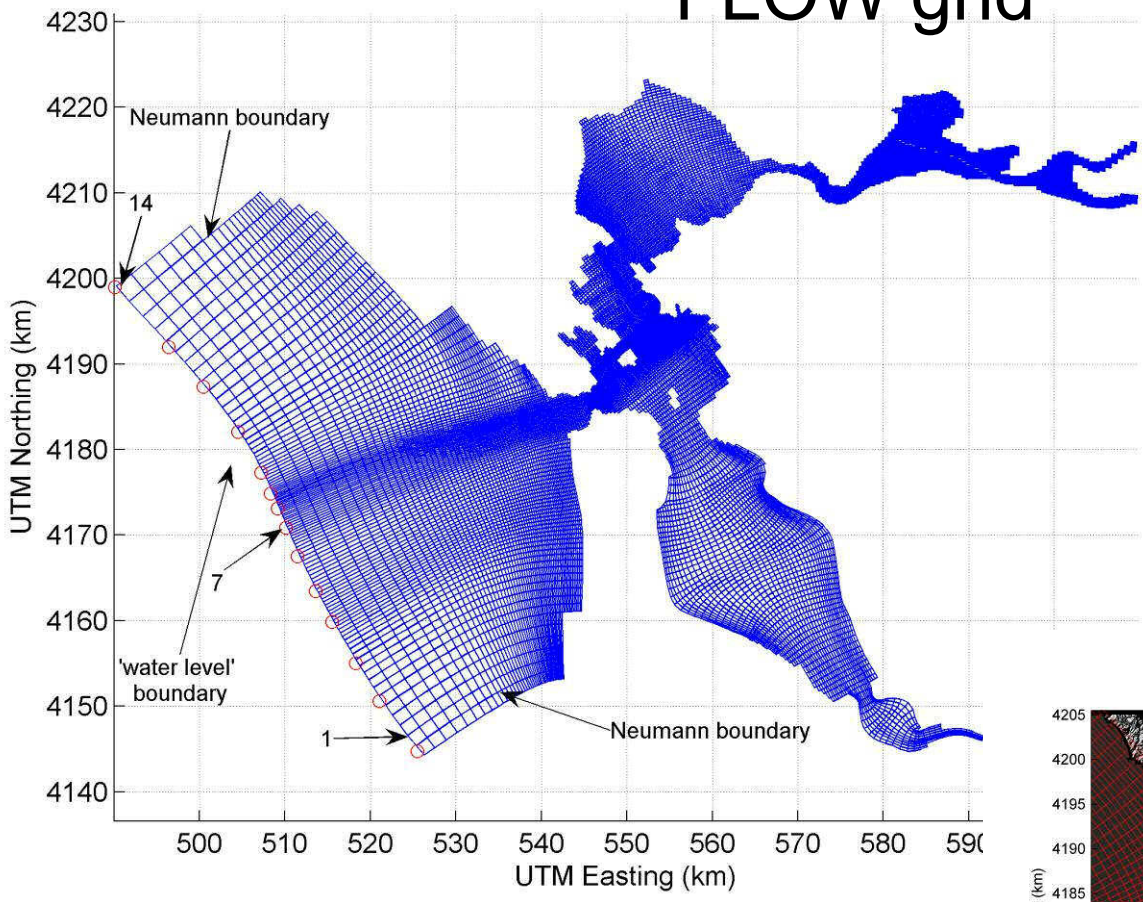 FLOW grid
4230
4220
4210
4200
4190
4180
4170
4160
4150
4140
UTM Northing (km)
Neumann boundary
14
7
'water level'
boundary
1
Neumann boundary
500 510 520 530 540 550 560 570 580 590
UTM Easting (km)
4205
4200
4195
4190
4185
(km)